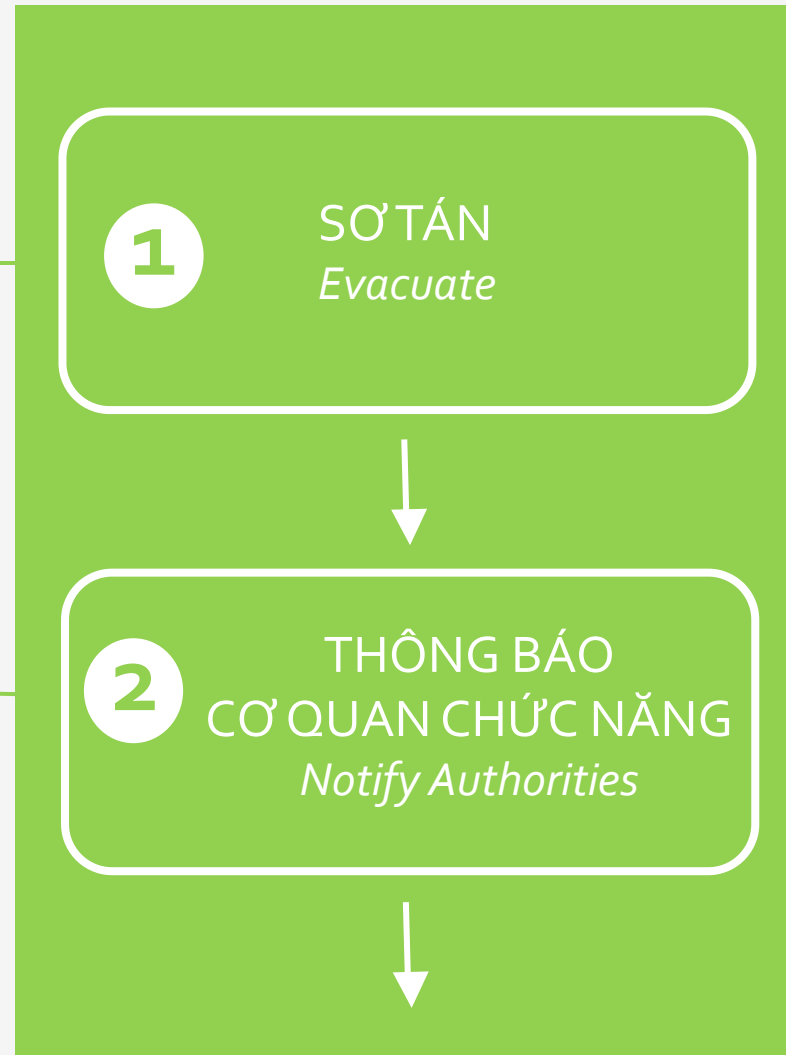 1
SƠ TÁN
Evacuate
2
THÔNG BÁO
CƠ QUAN CHỨC NĂNG
Notify Authorities